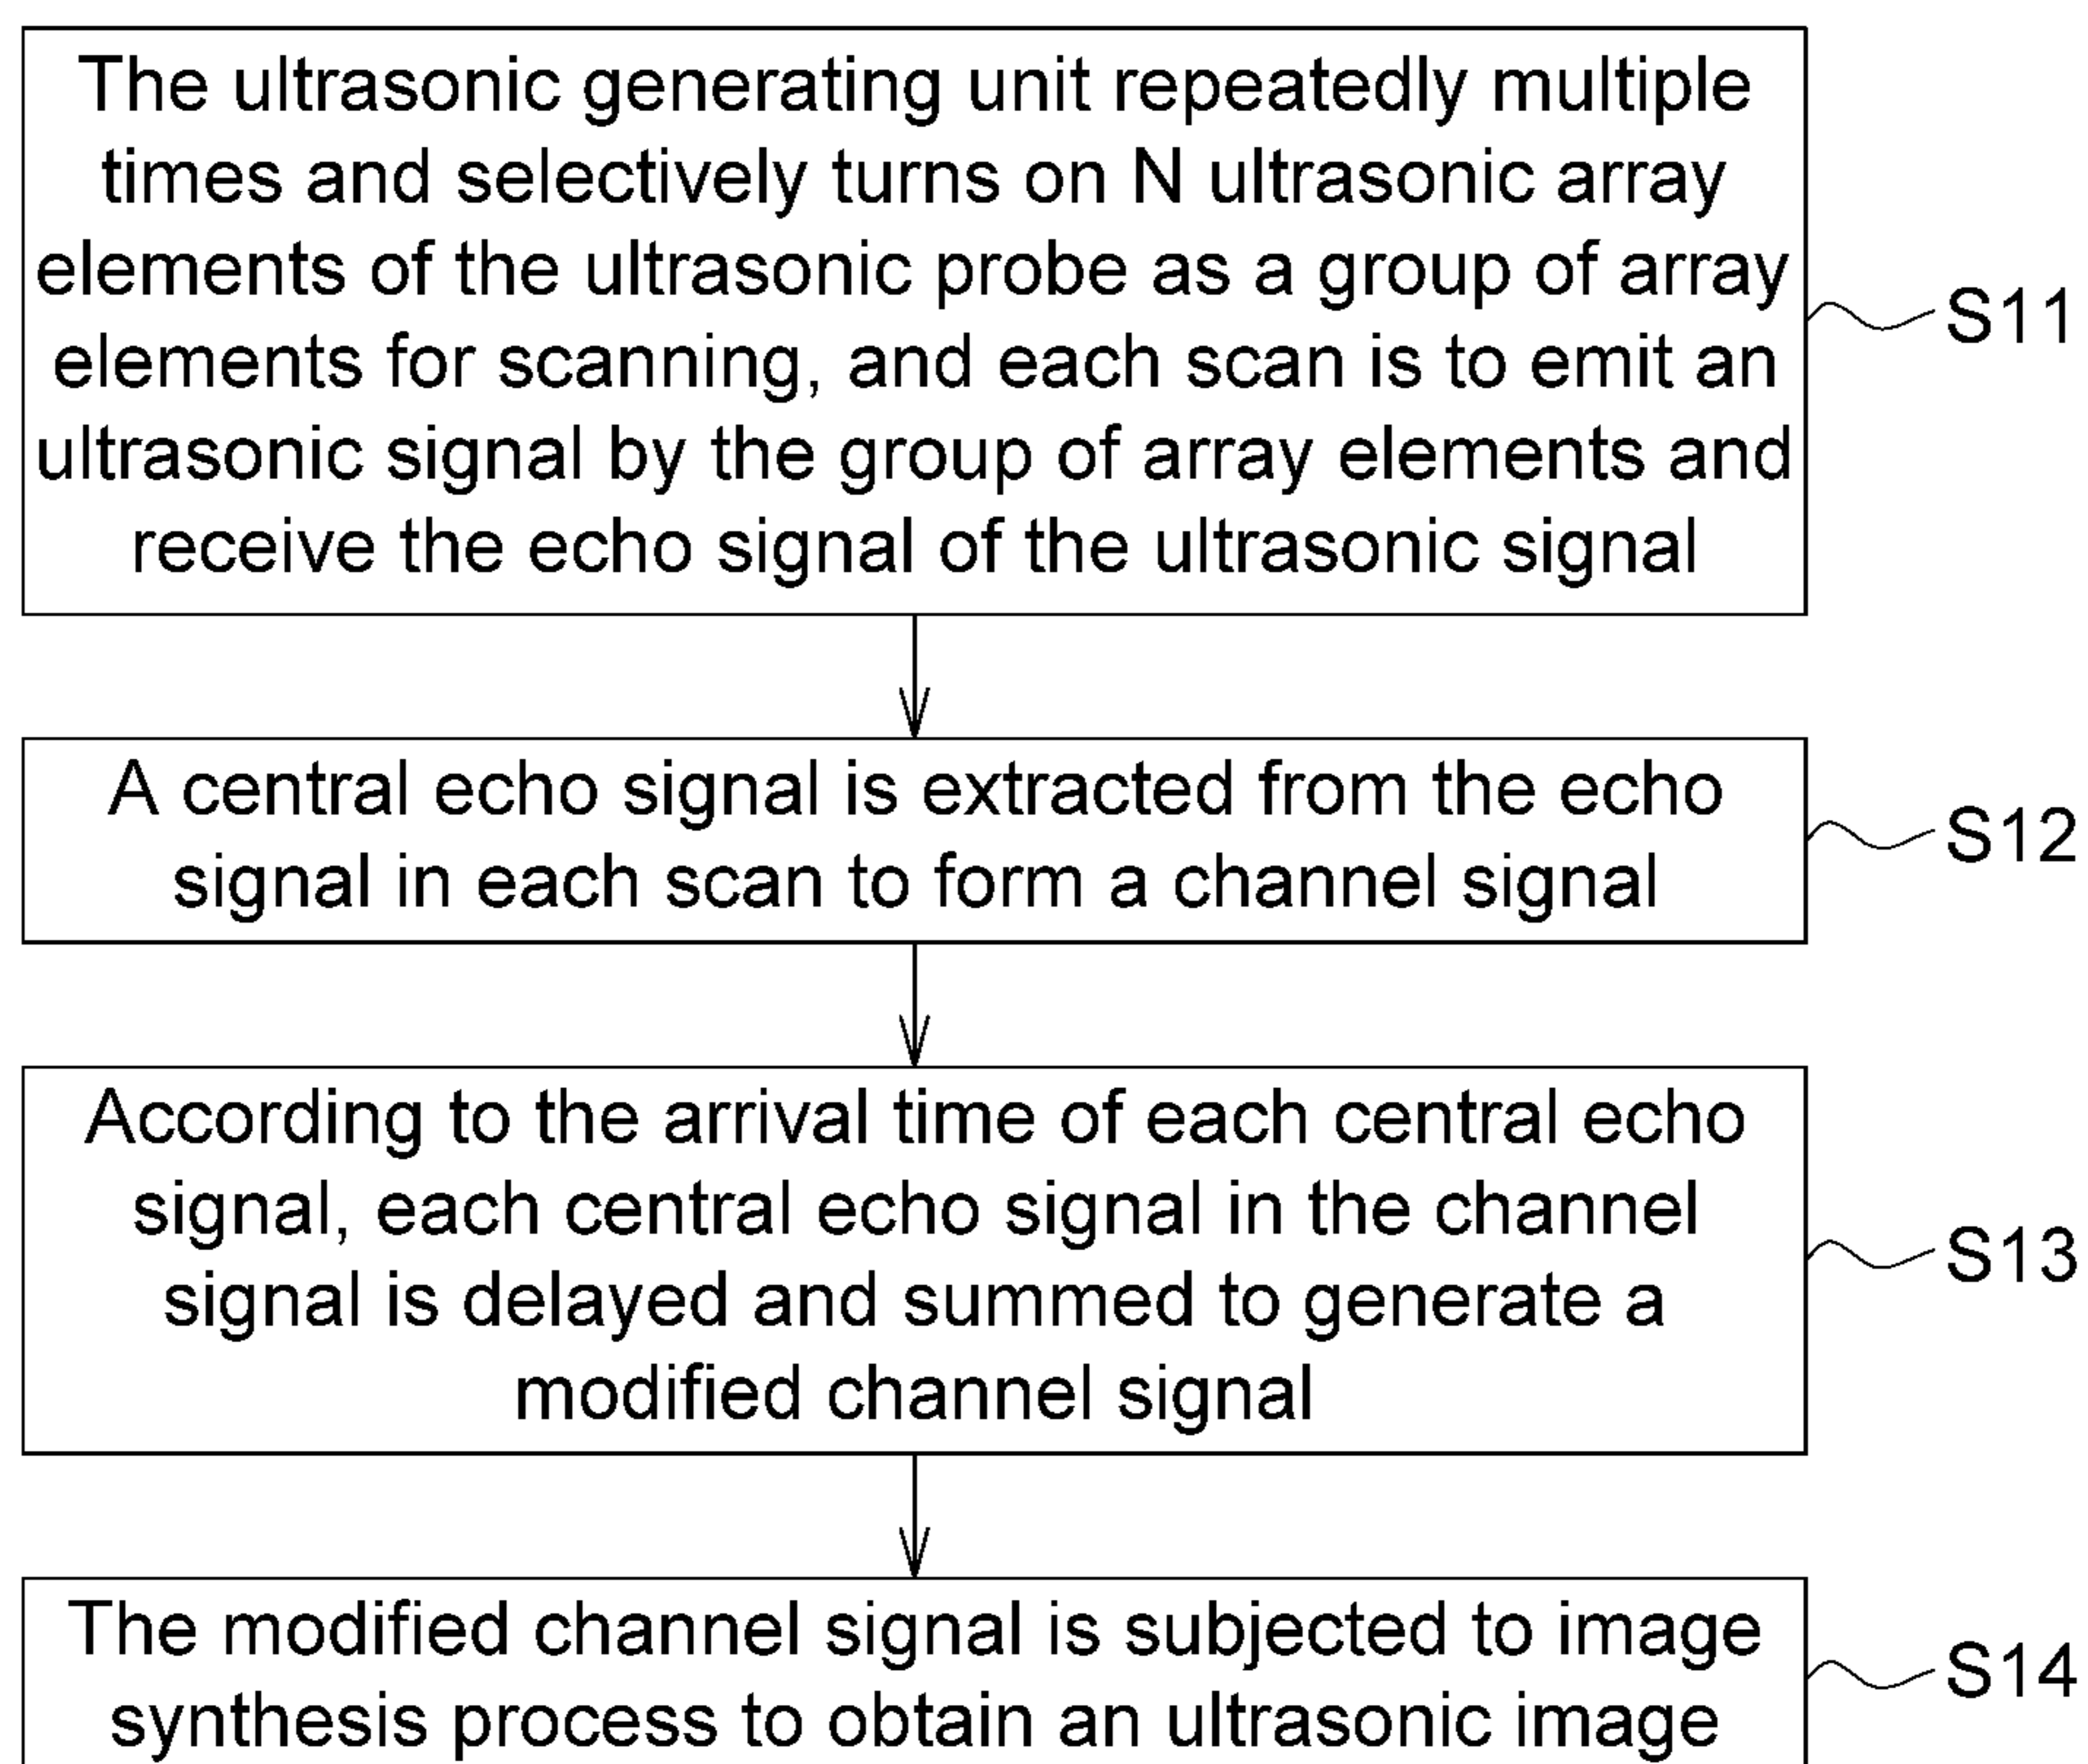 The ultrasonic generating unit repeatedly multiple
times and selectively turns on N ultrasonic array
elements of the ultrasonic probe as a group of array
elements for scanning, and each scan is to emit an
ultrasonic signal by the group of array elements and
receive the echo signal of the ultrasonic signal
S11
A central echo signal is extracted from the echo
signal in each scan to form a channel signal
S12
According to the arrival time of each central echo
signal, each central echo signal in the channel
signal is delayed and summed to generate a
modified channel signal
S13
The modified channel signal is subjected to image
synthesis process to obtain an ultrasonic image
S14